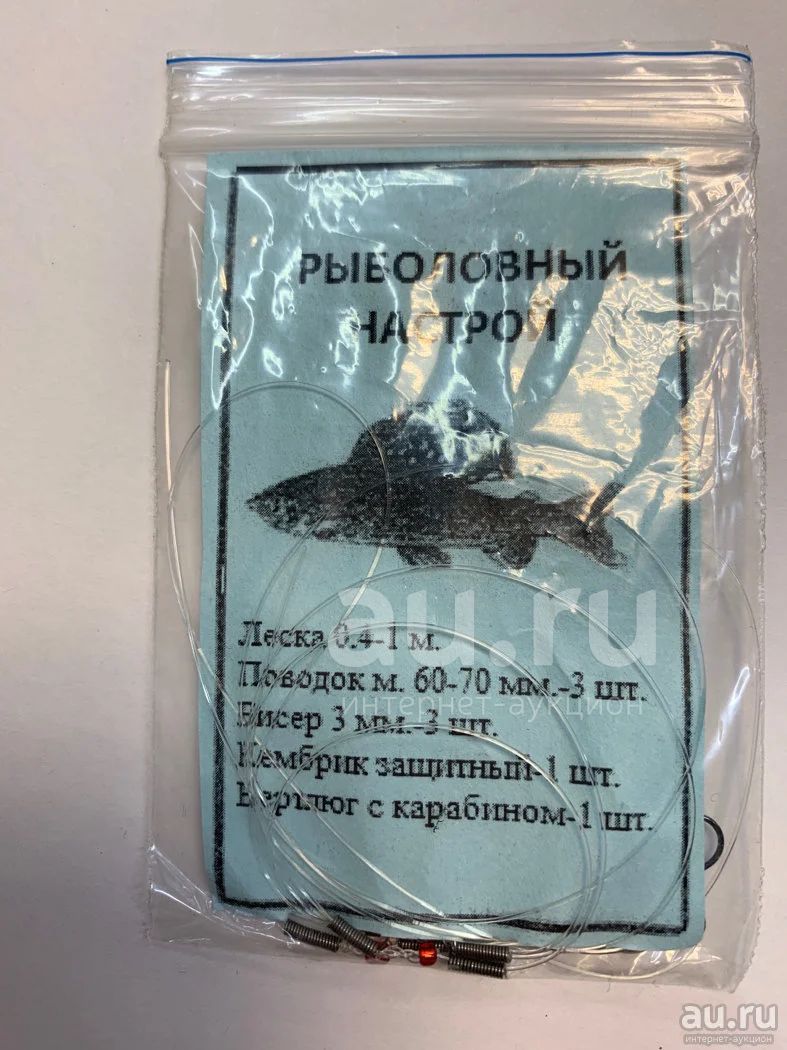 РЫБОЛОВНЫЙ
НАСТРОЙ
Леска 0.4-1 м.
Поводок м. 60-70 мм.-3 шт.
Бисер 3 мм.-3 шт.
Кембрик защитный-1 шт.
Вертлюг с карабином-1 шт.
au.ru
интернет-аукцион
au.ru
интернет-аукцион